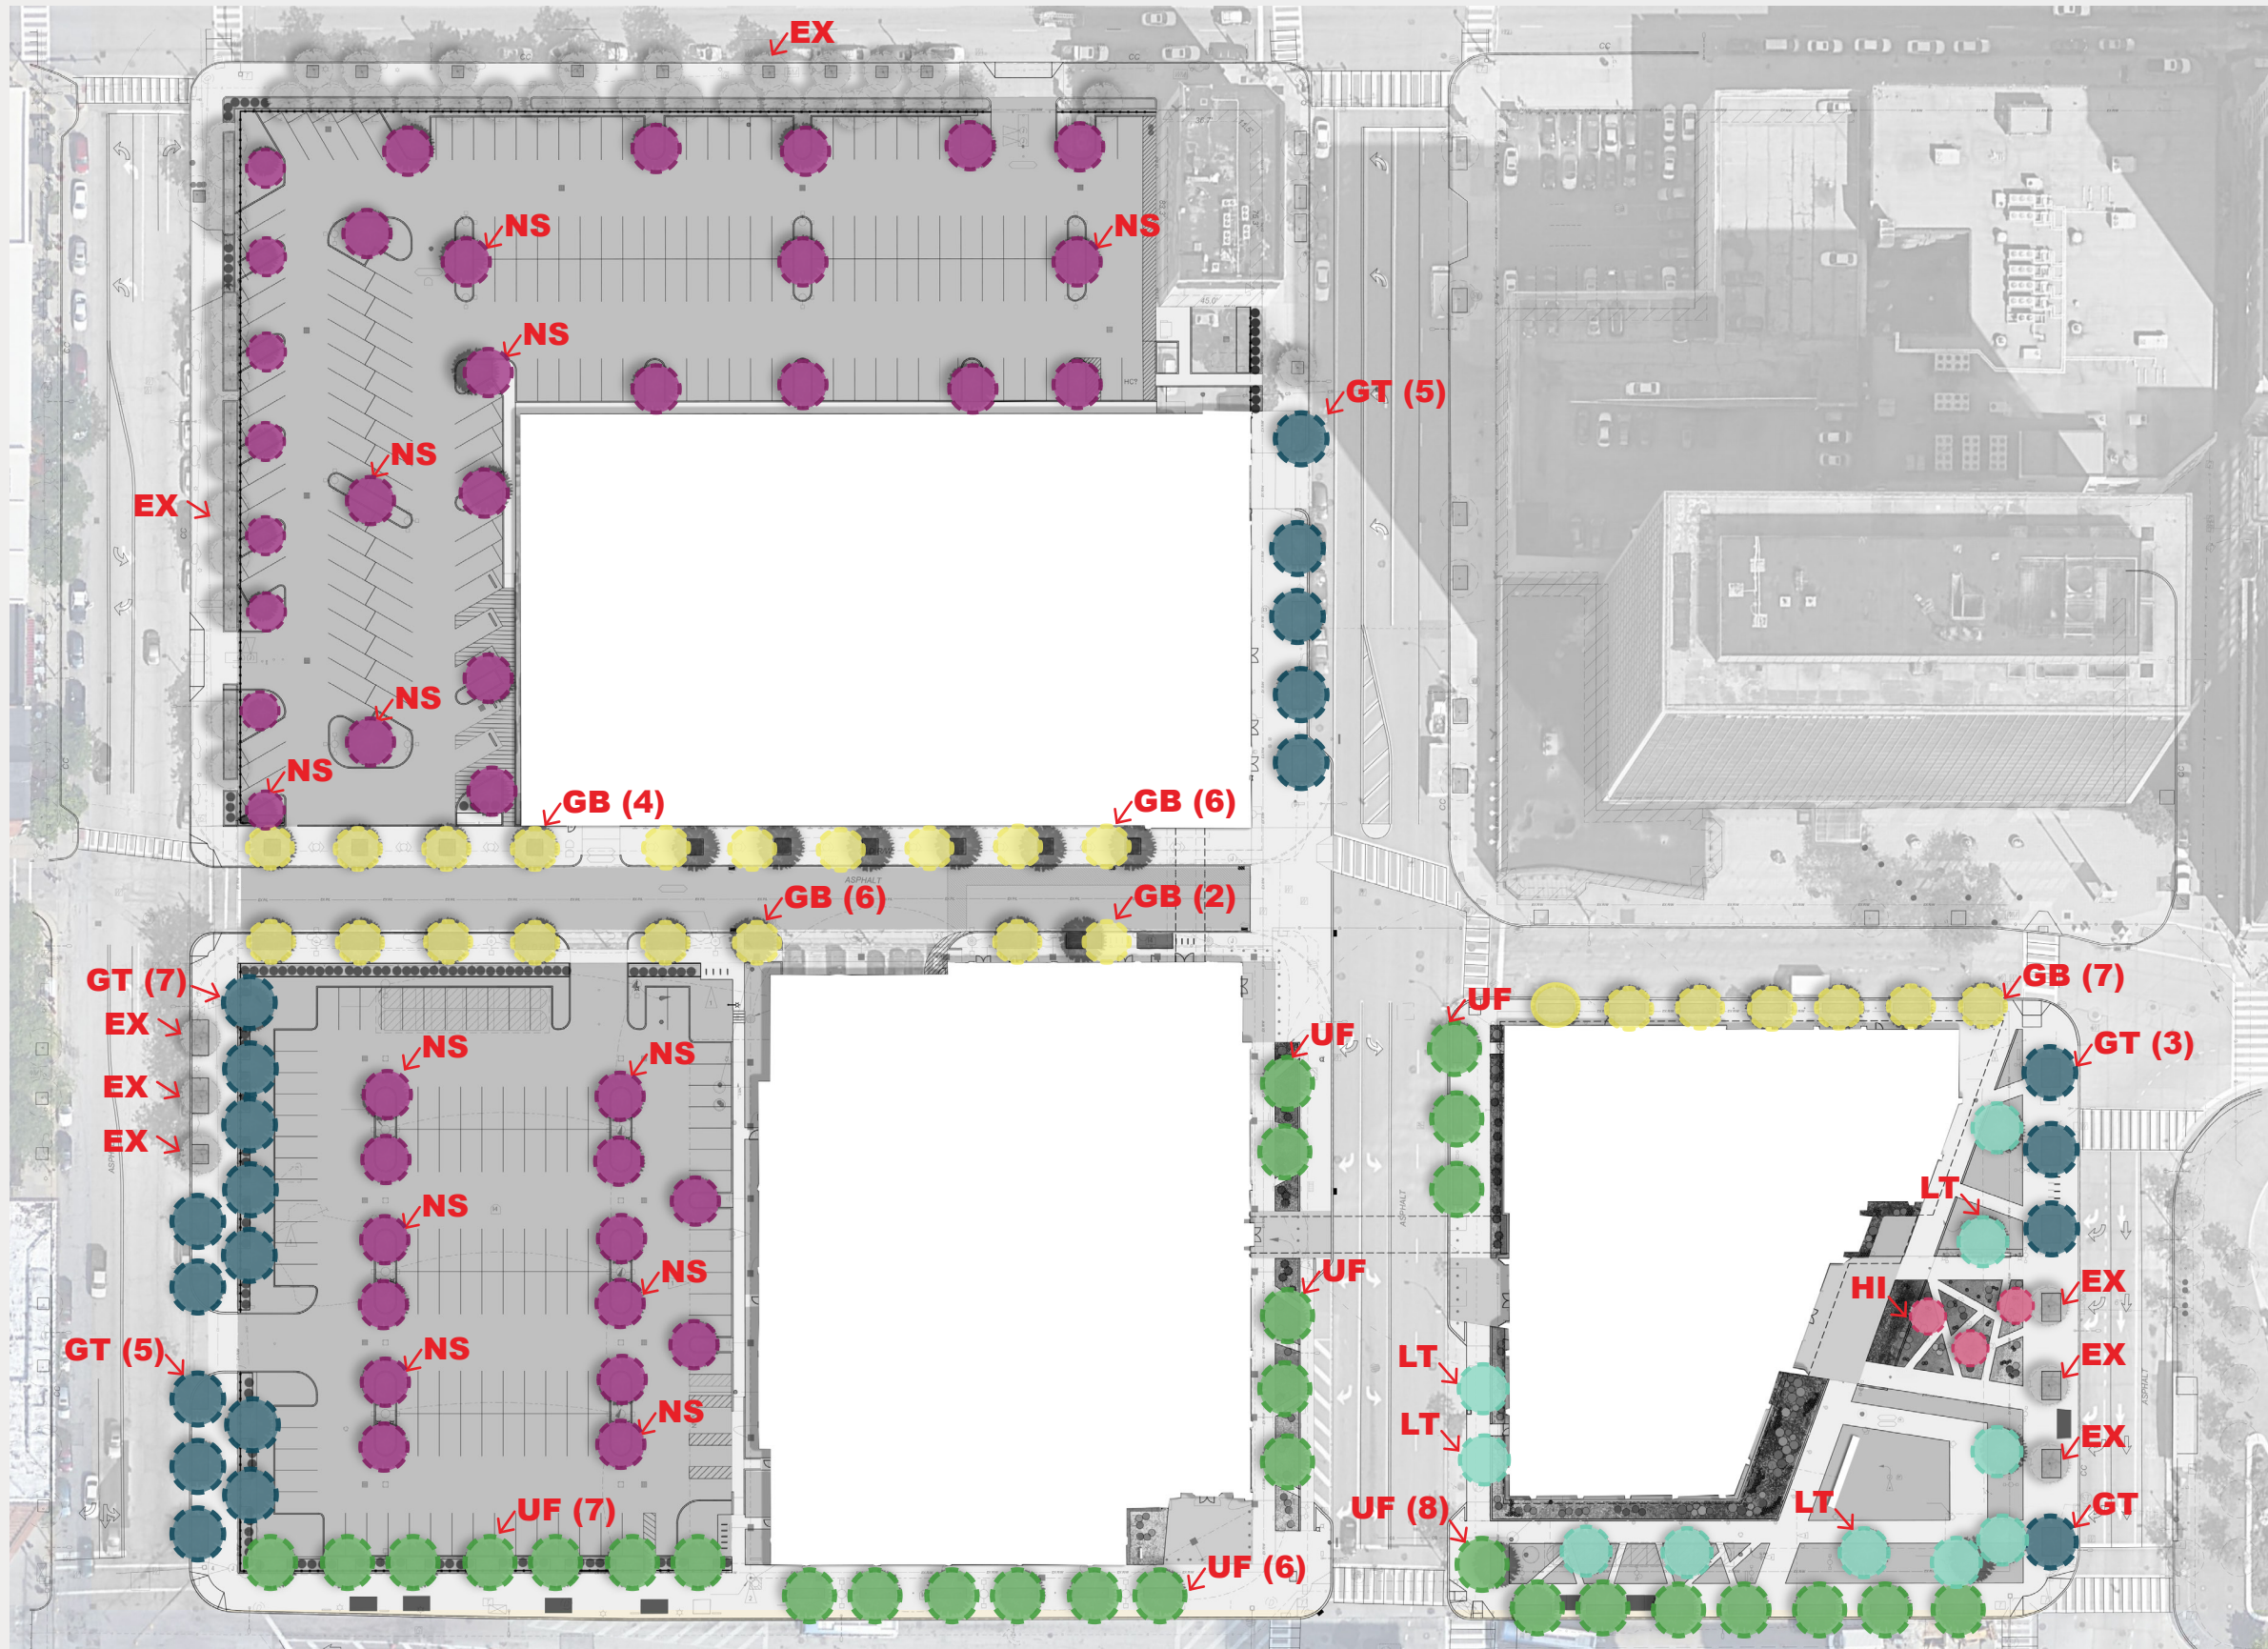 EX
NS
NS
NS
GT (5)
NS
EX
NS
NS
GB (4)
GB (6)
ASPHALT
GB (6)
GB (2)
GT (7)
GB (7)
UF
EX
UF
GT (3)
NS
NS
EX
EX
LT
NS
ASPHALT
NS
UF
EX
HI
GT (5)
NS
LT
EX
ASPHALT
NS
LT
EX
UF (7)
UF (8)
LT
GT
UF (6)